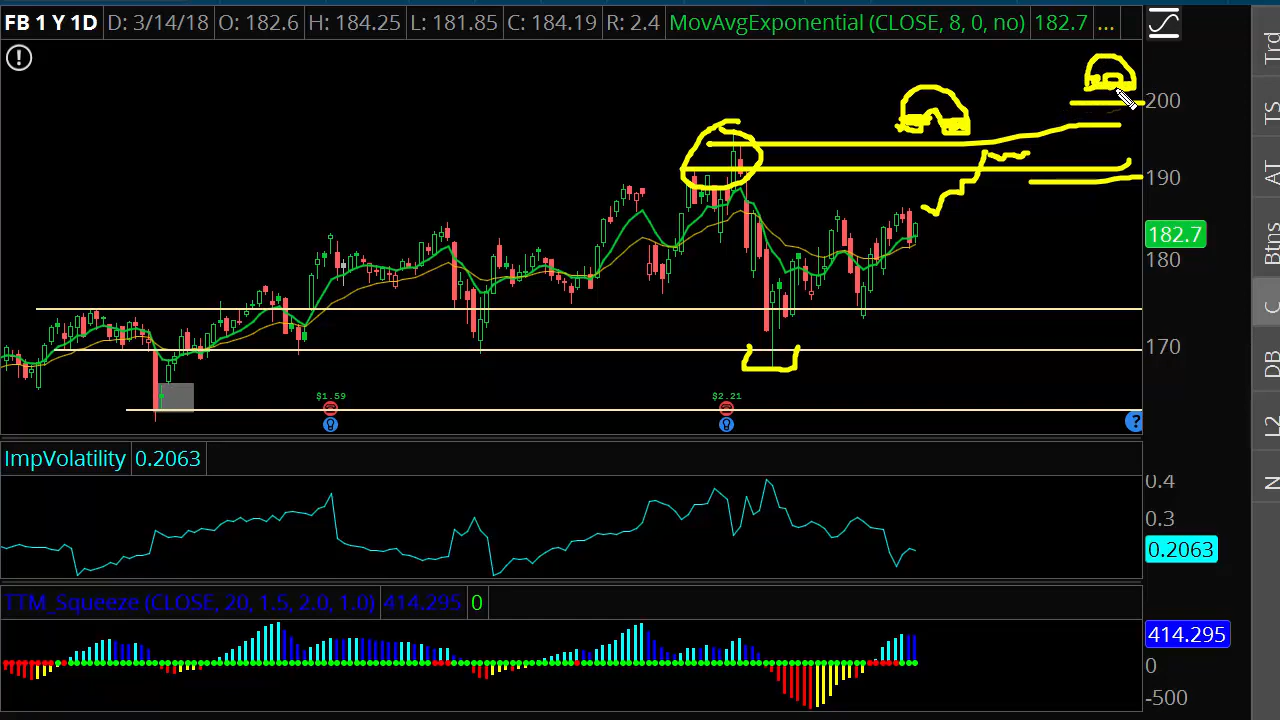 FB 1 Y 1D D: 3/14/18 O: 182.6 H: 184.25 L: 181.85 C: 184.19 R: 2.4 MovAvgExponential (CLOSE, 8, 0, no) 182.7 ...
Trd
TS
AT
Btns
C
DB
L2
N
200
190
182.7
180
170
$1.59
$2.21
?
ImpVolatility 0.2063
0.4
0.3
0.2063
TTM_Squeeze (CLOSE, 20, 1.5, 2.0, 1.0) 414.295 0
414.295
0
-500